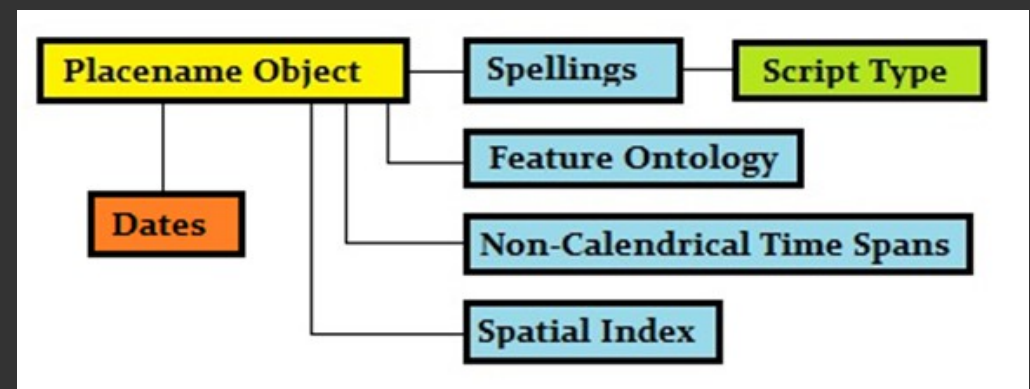 Placename Object
Spellings
Script Type
Feature Ontology
Dates
Non-Calendrical Time Spans
Spatial Index